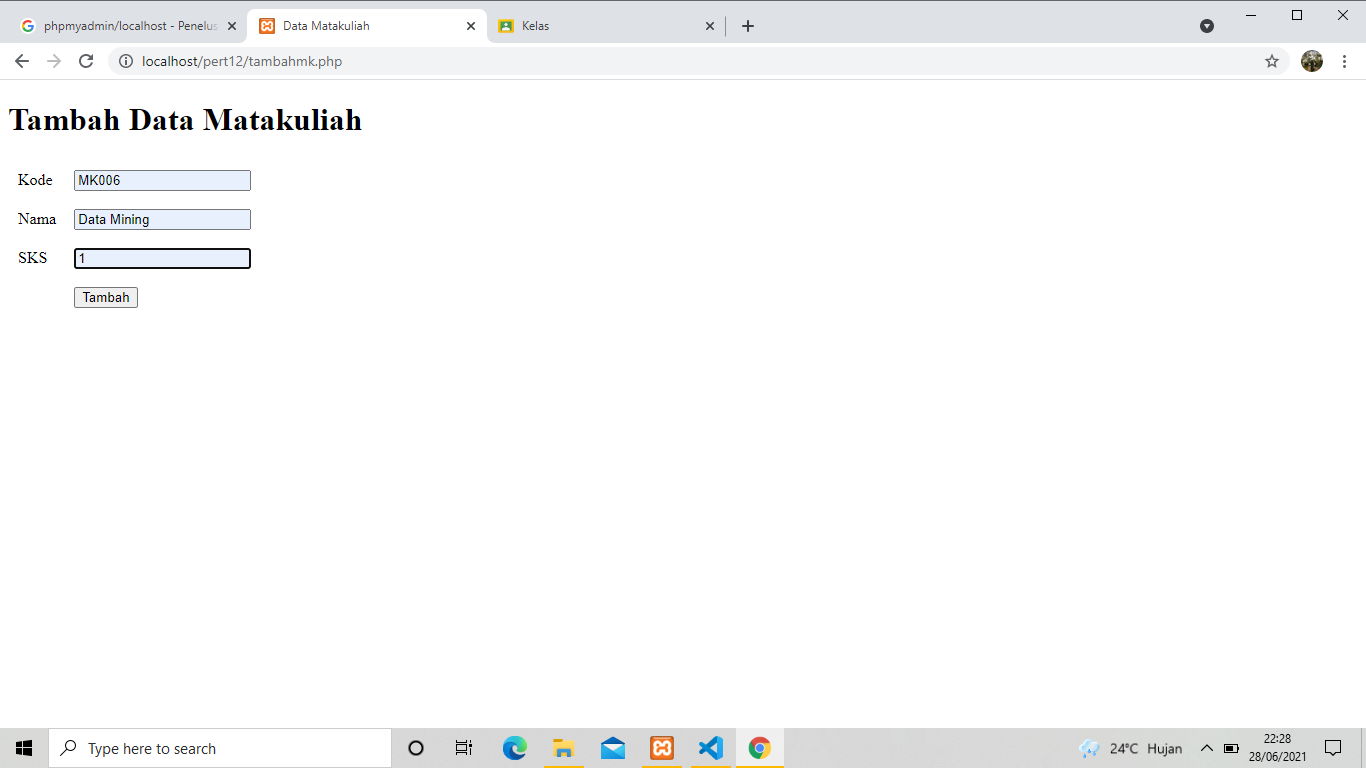 phpmyadmin/localhost - Penelus
Data Matakuliah
Kelas
localhost/pert12/tambahmk.php
Tambah Data Matakuliah
Kode MK006
Nama Data Mining
SKS 1
Tambah
Type here to search
24°C Hujan
22:28
28/06/2021